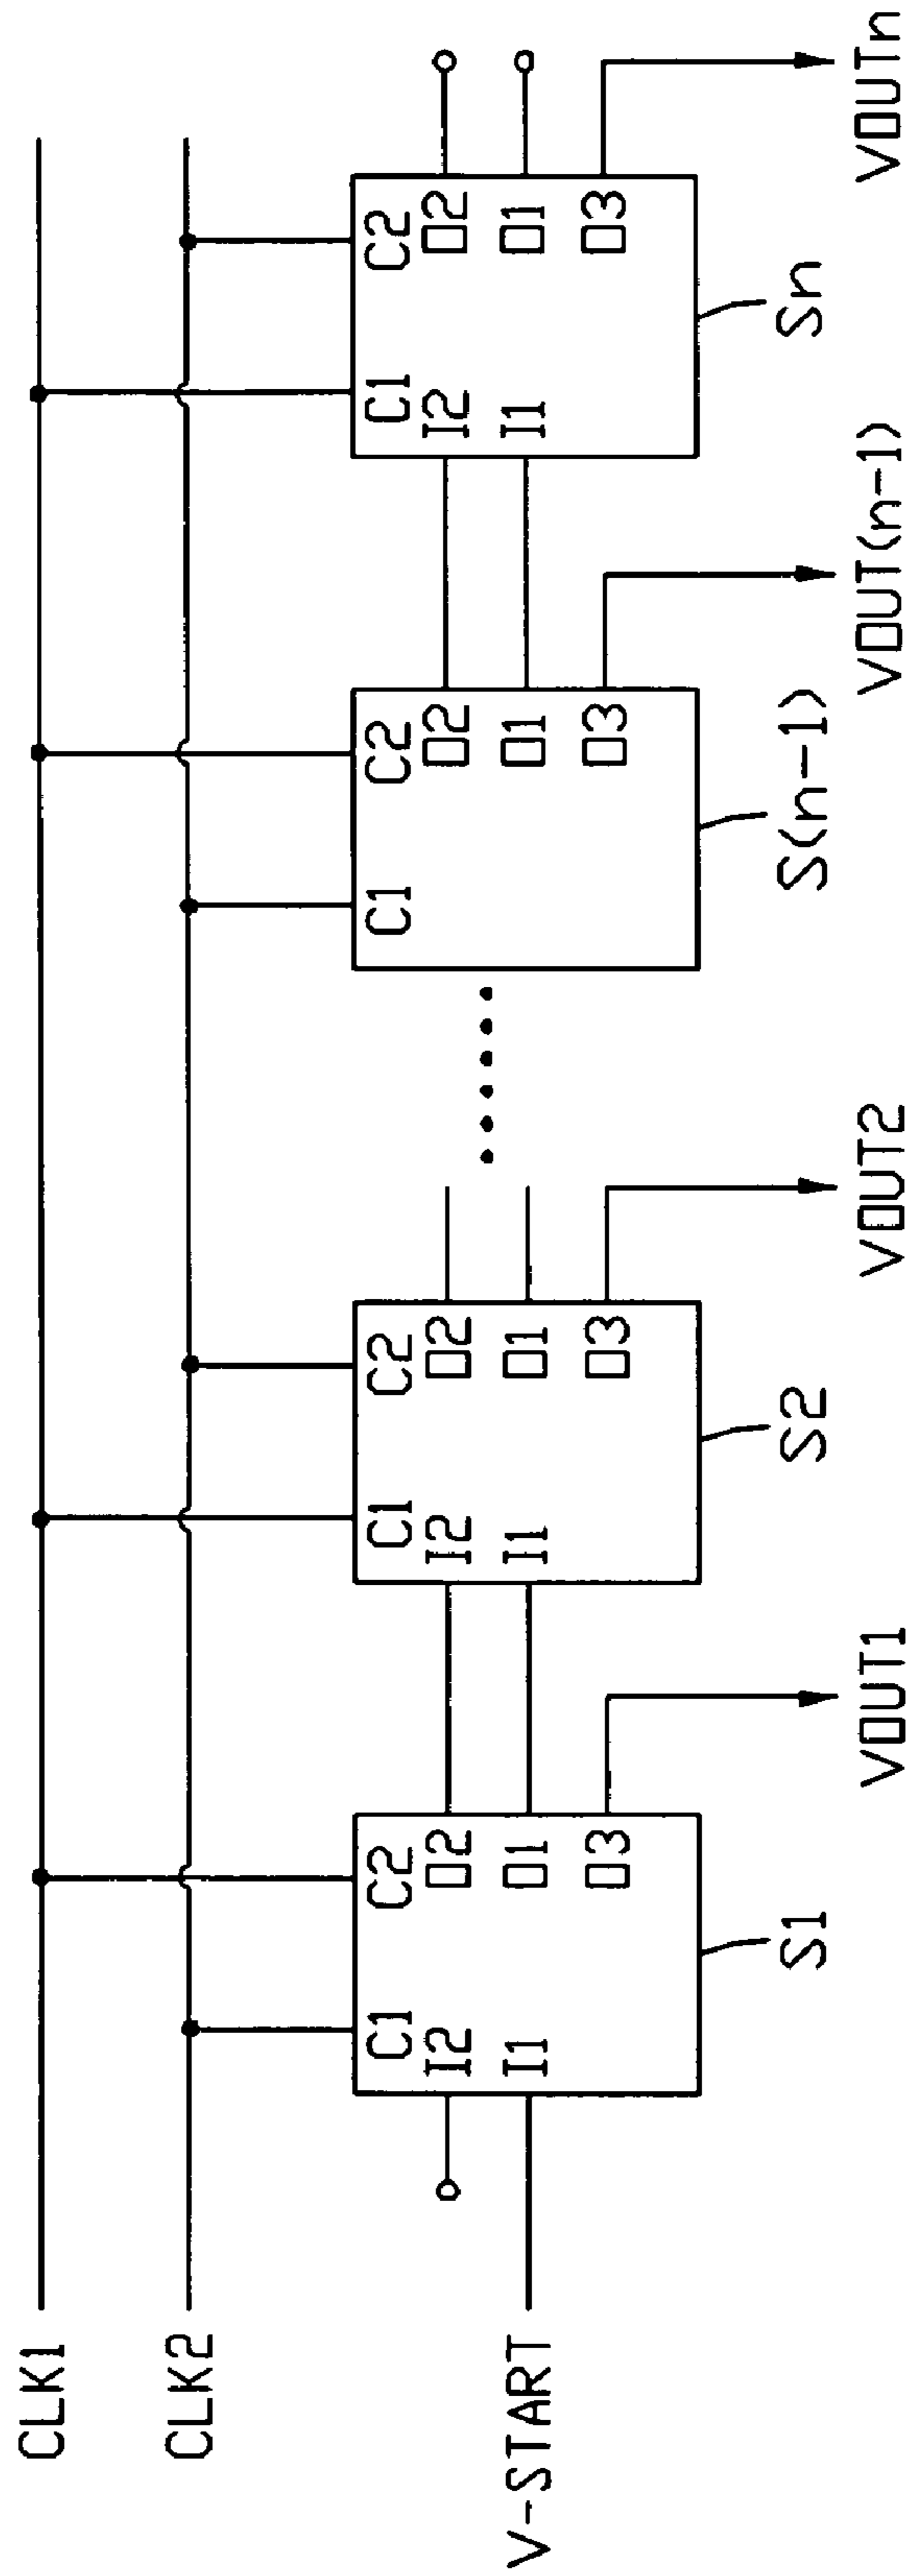 CLK1
CLK2
C1 C2 C1 C2 C1 C2 C1 C2
I2 O2 I2 O2 O2 I2 O2
V-START I1 O1 I1 O1 O1 I1 O1
O3 O3 O3 O3
S1 S2 S(n-1) Sn
VOUT1 VOUT2 VOUT(n-1) VOUTn